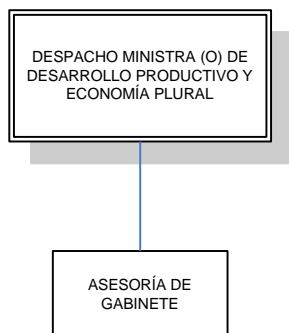 DESPACHO MINISTRA (O) DE
DESARROLLO PRODUCTIVO Y
ECONOMÍA PLURAL
ASESORÍA DE
GABINETE